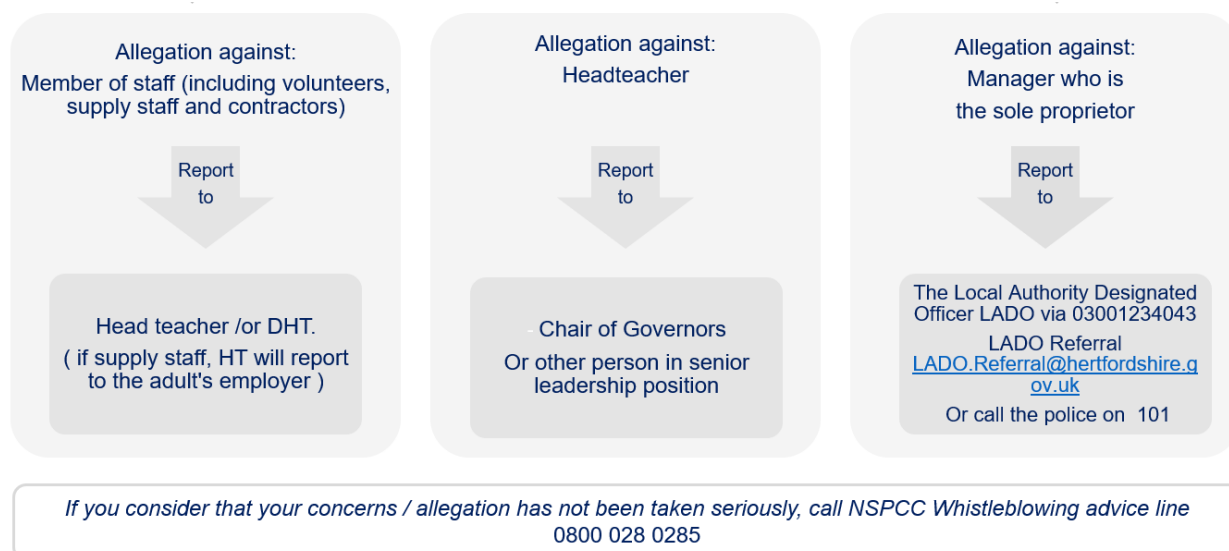 Allegation against:
Member of staff (including volunteers,
supply staff and contractors)
Report
to
Head teacher /or DHT.
( if supply staff, HT will report
to the adult's employer )
Allegation against:
Headteacher
Report
to
- Chair of Governors
Or other person in senior
leadership position
Allegation against:
Manager who is
the sole proprietor
Report
to
The Local Authority Designated
Officer LADO via 03001234043
LADO Referral
LADO.Referral@hertfordshire.g
ov.uk
Or call the police on 101
If you consider that your concerns / allegation has not been taken seriously, call NSPCC Whistleblowing advice line
0800 028 0285